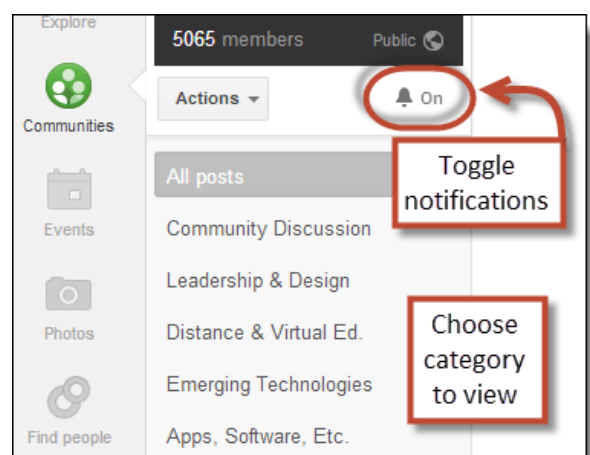 Explore
5065 members
Public
Actions
On
Communities
Toggle
notifications
All posts
Events
Community Discussion
Leadership & Design
Photos
Distance & Virtual Ed.
Choose
category
to view
Emerging Technologies
Find people
Apps, Software, Etc.